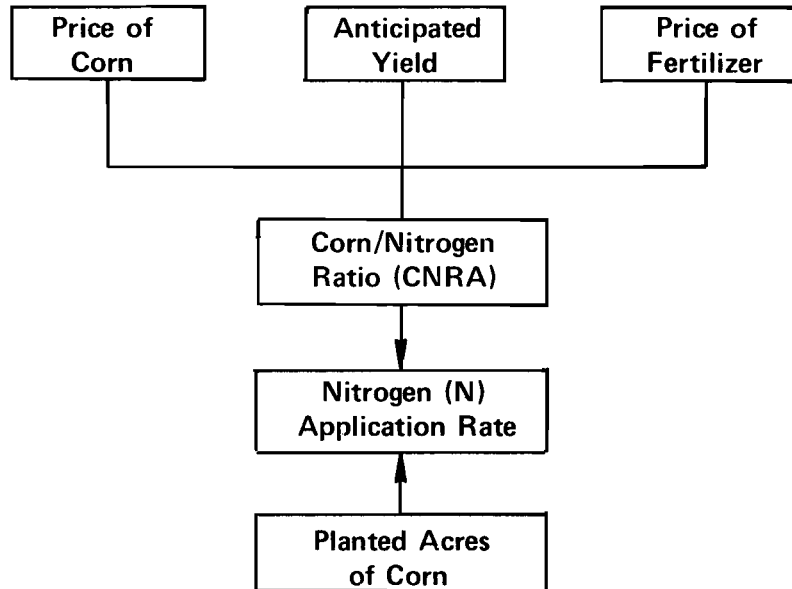 Price of
Corn
Anticipated
Yield
Price of
Fertilizer
Corn/Nitrogen
Ratio (CNRA)
Nitrogen (N)
Application Rate
Planted Acres
of Corn